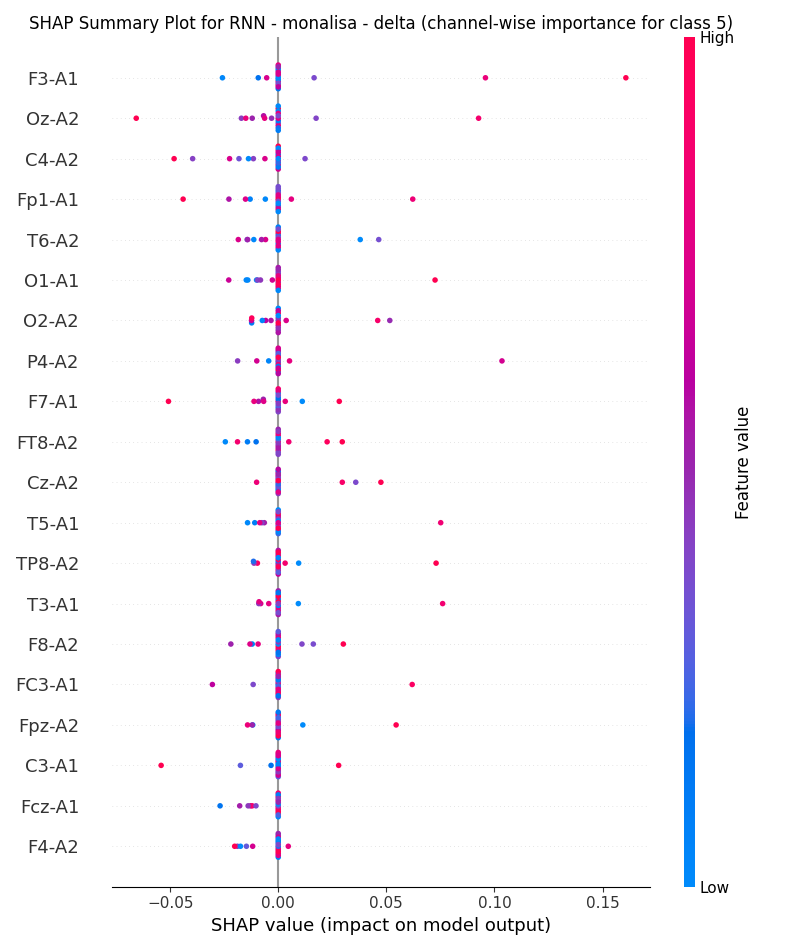 SHAP Summary Plot for RNN - monalisa - delta (channel-wise importance for class 5)
High
F3-A1
Oz-A2
C4-A2
Fp1-A1
T6-A2
O1-A1
O2-A2
P4-A2
F7-A1
FT8-A2
Cz-A2
T5-A1
TP8-A2
T3-A1
F8-A2
FC3-A1
Fpz-A2
C3-A1
Fcz-A1
F4-A2
Feature value
Low
−0.05 0.00 0.05 0.10 0.15
SHAP value (impact on model output)